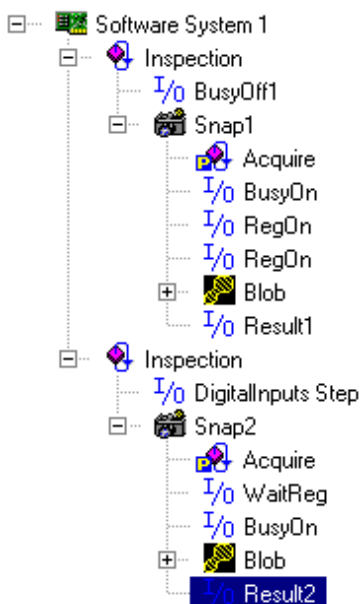 Software System 1
Inspection
I/O BusyOff1
Snap1
P Acquire
I/O BusyOn
I/O RegOn
I/O RegOn
Blob
I/O Result1
Inspection
I/O DigitalInputs Step
Snap2
P Acquire
I/O WaitReg
I/O BusyOn
Blob
I/O Result2